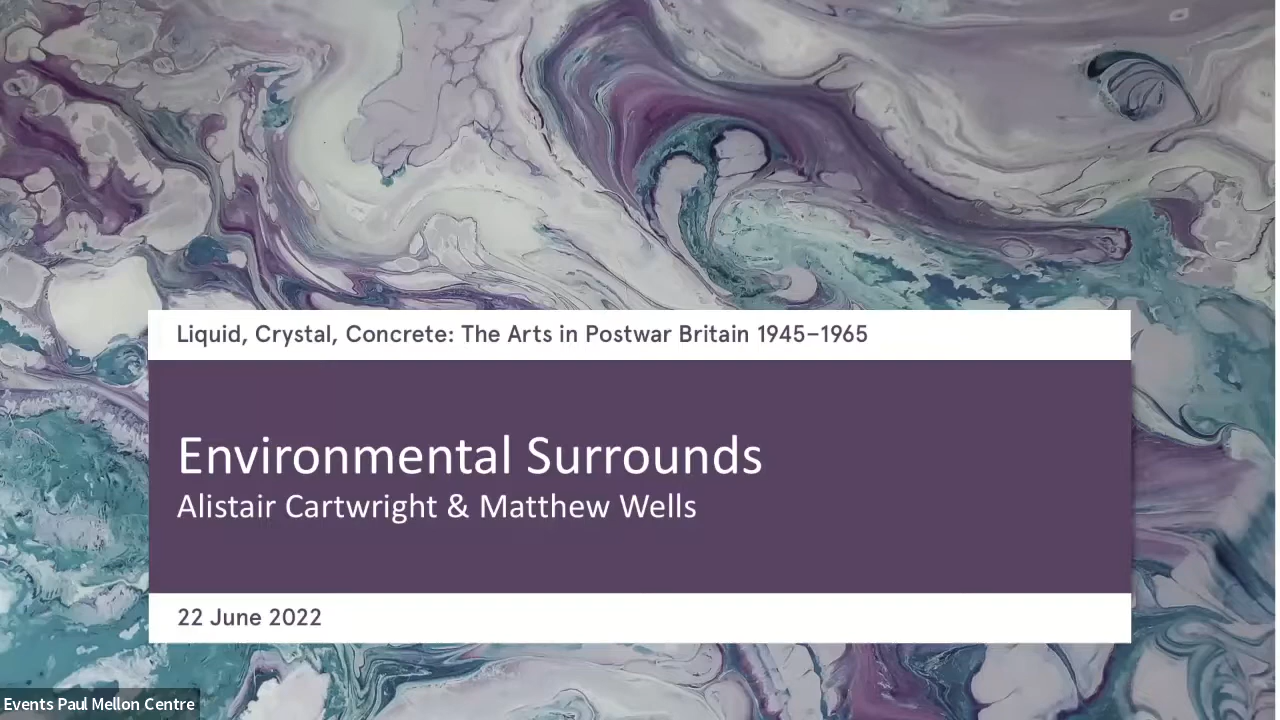 Liquid, Crystal, Concrete: The Arts in Postwar Britain 1945–1965
Environmental Surrounds
Alistair Cartwright & Matthew Wells
22 June 2022
Events Paul Mellon Centre